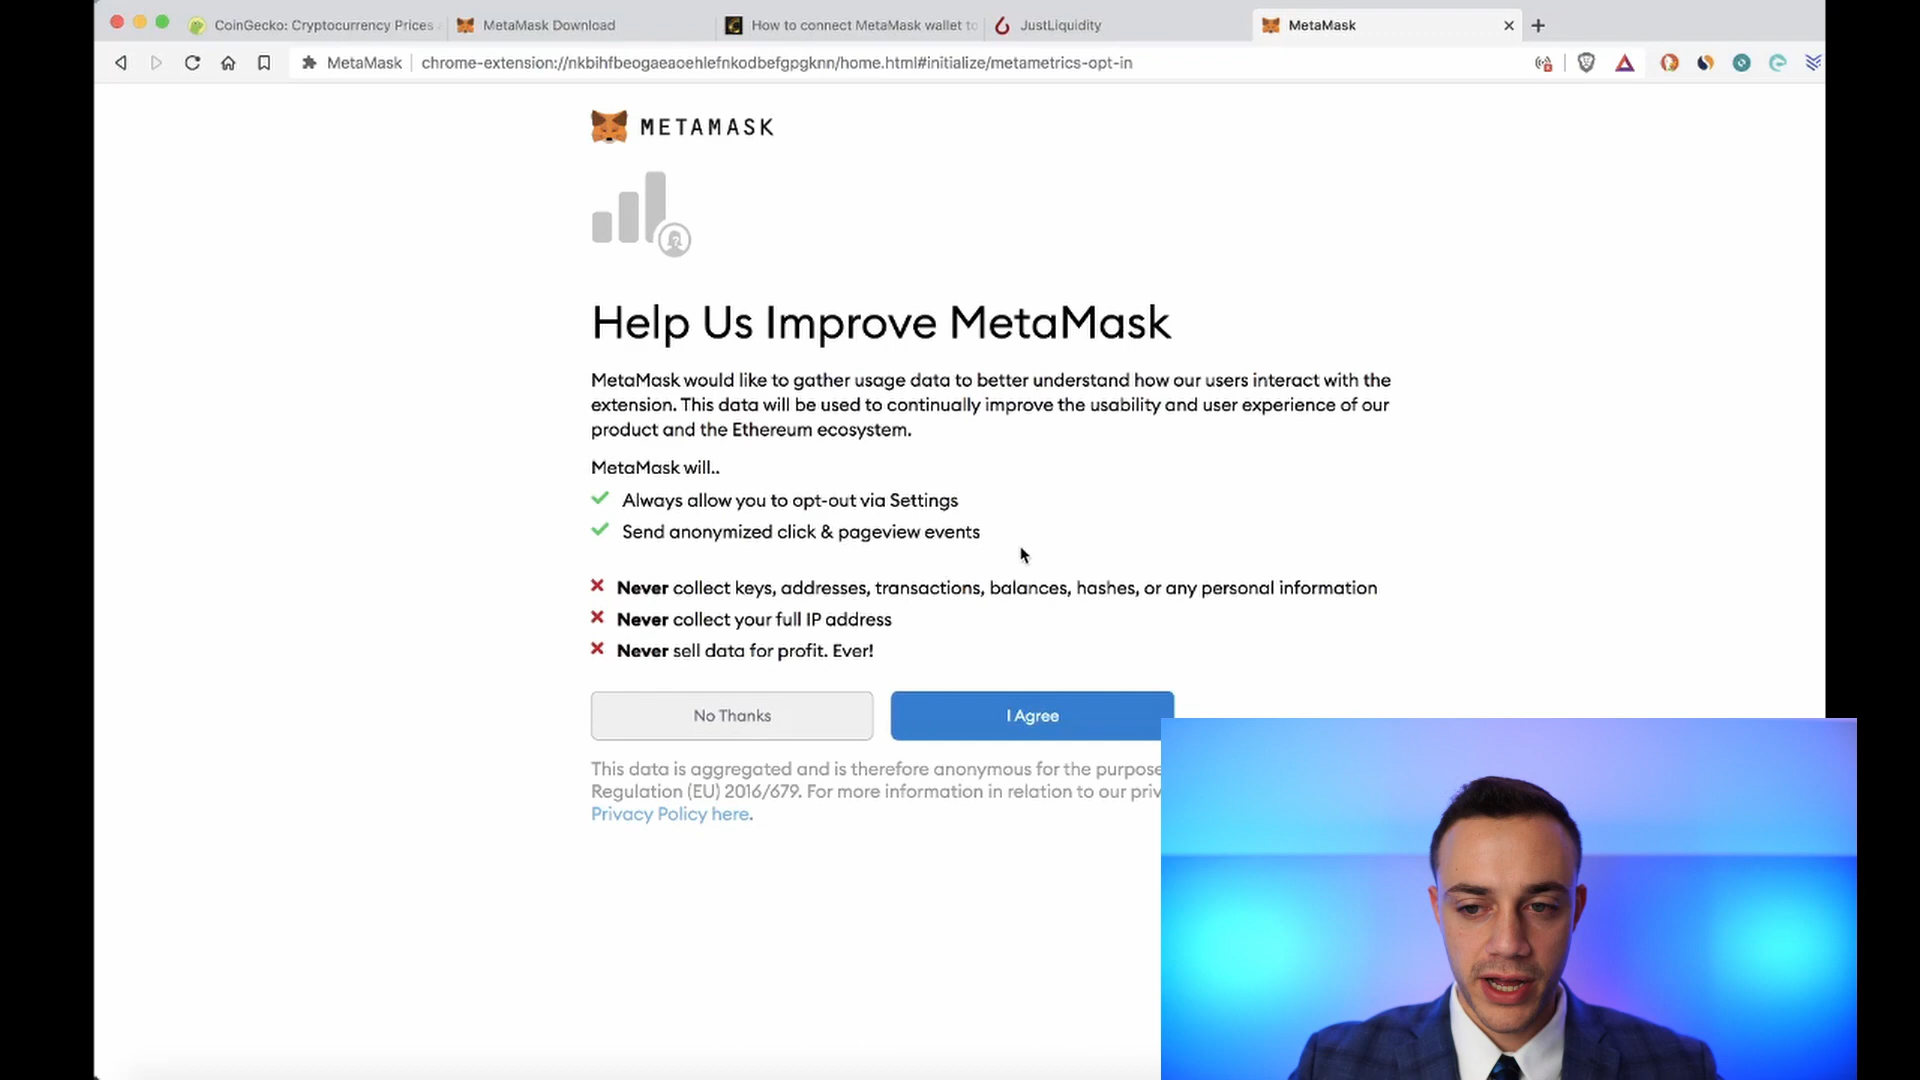 CoinGecko: Cryptocurrency Prices
MetaMask Download
How to connect MetaMask wallet to
JustLiquidity
MetaMask
MetaMask
chrome-extension://nkbihfbeogaeaoehlefnkodbefgpgknn/home.html#initialize/metametrics-opt-in
METAMASK
Help Us Improve MetaMask
MetaMask would like to gather usage data to better understand how our users interact with the
extension. This data will be used to continually improve the usability and user experience of our
product and the Ethereum ecosystem.
MetaMask will..
Always allow you to opt-out via Settings
Send anonymized click & pageview events
Never collect keys, addresses, transactions, balances, hashes, or any personal information
Never collect your full IP address
Never sell data for profit. Ever!
No Thanks
I Agree
This data is aggregated and is therefore anonymous for the purpose
Regulation (EU) 2016/679. For more information in relation to our priv
Privacy Policy here.